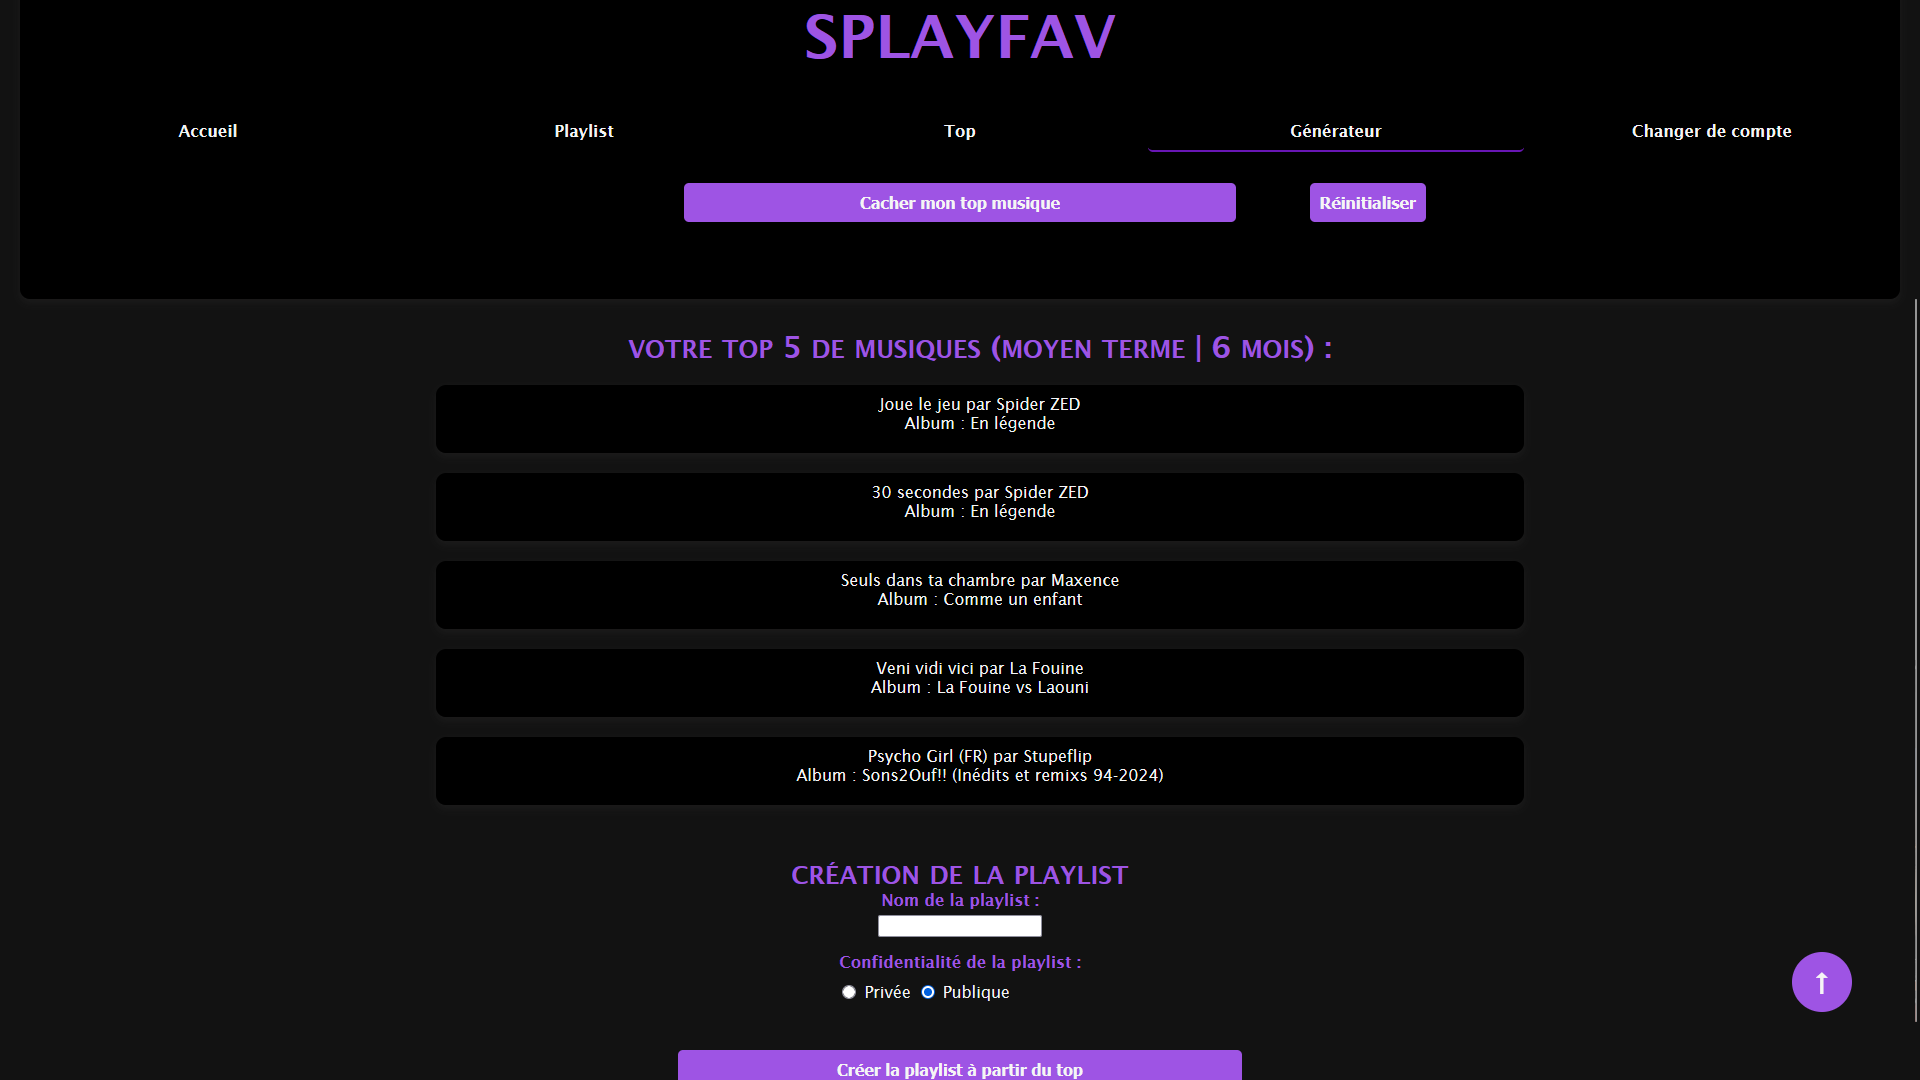 SPLAYFAV
Accueil
Playlist
Top
Générateur
Changer de compte
Cacher mon top musique
Réinitialiser
VOTRE TOP 5 DE MUSIQUES (MOYEN TERME | 6 MOIS) :
Joue le jeu par Spider ZED
Album : En légende
30 secondes par Spider ZED
Album : En légende
Seuls dans ta chambre par Maxence
Album : Comme un enfant
Veni vidi vici par La Fouine
Album : La Fouine vs Laouni
Psycho Girl (FR) par Stupeflip
Album : Sons2Ouf!! (Inédits et remixs 94-2024)
CRÉATION DE LA PLAYLIST
Nom de la playlist :
Confidentialité de la playlist :
Privée
Publique
↑
Créer la playlist à partir du top